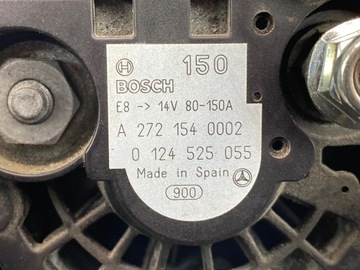 150
BOSCH
E8 -> 14V 80-150A
A 272 154 0002
0 124 525 055
Made in Spain
900